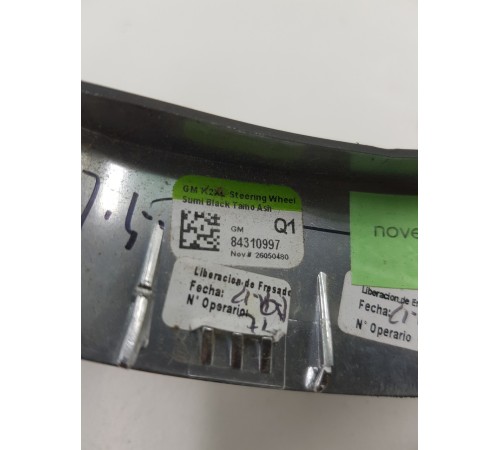 GM Steering Wheel
Sumi Black Tamo Ash
Q1
GM
84310997
Nov# 26050480
nove
Liberacion de Fresado
Fecha:
N° Operario:
Liberacion de
Fecha:
N° Operario